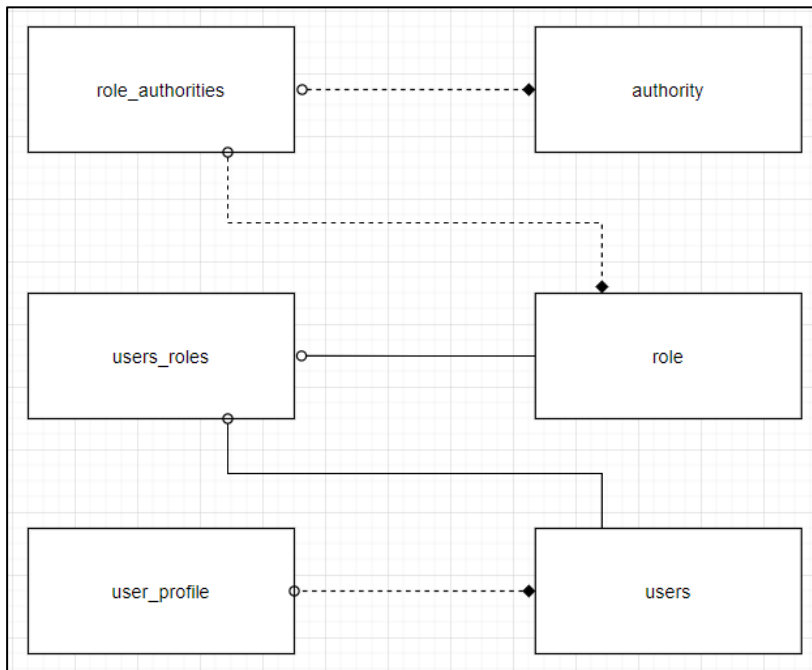 role_authorities
authority
users_roles
role
user_profile
users